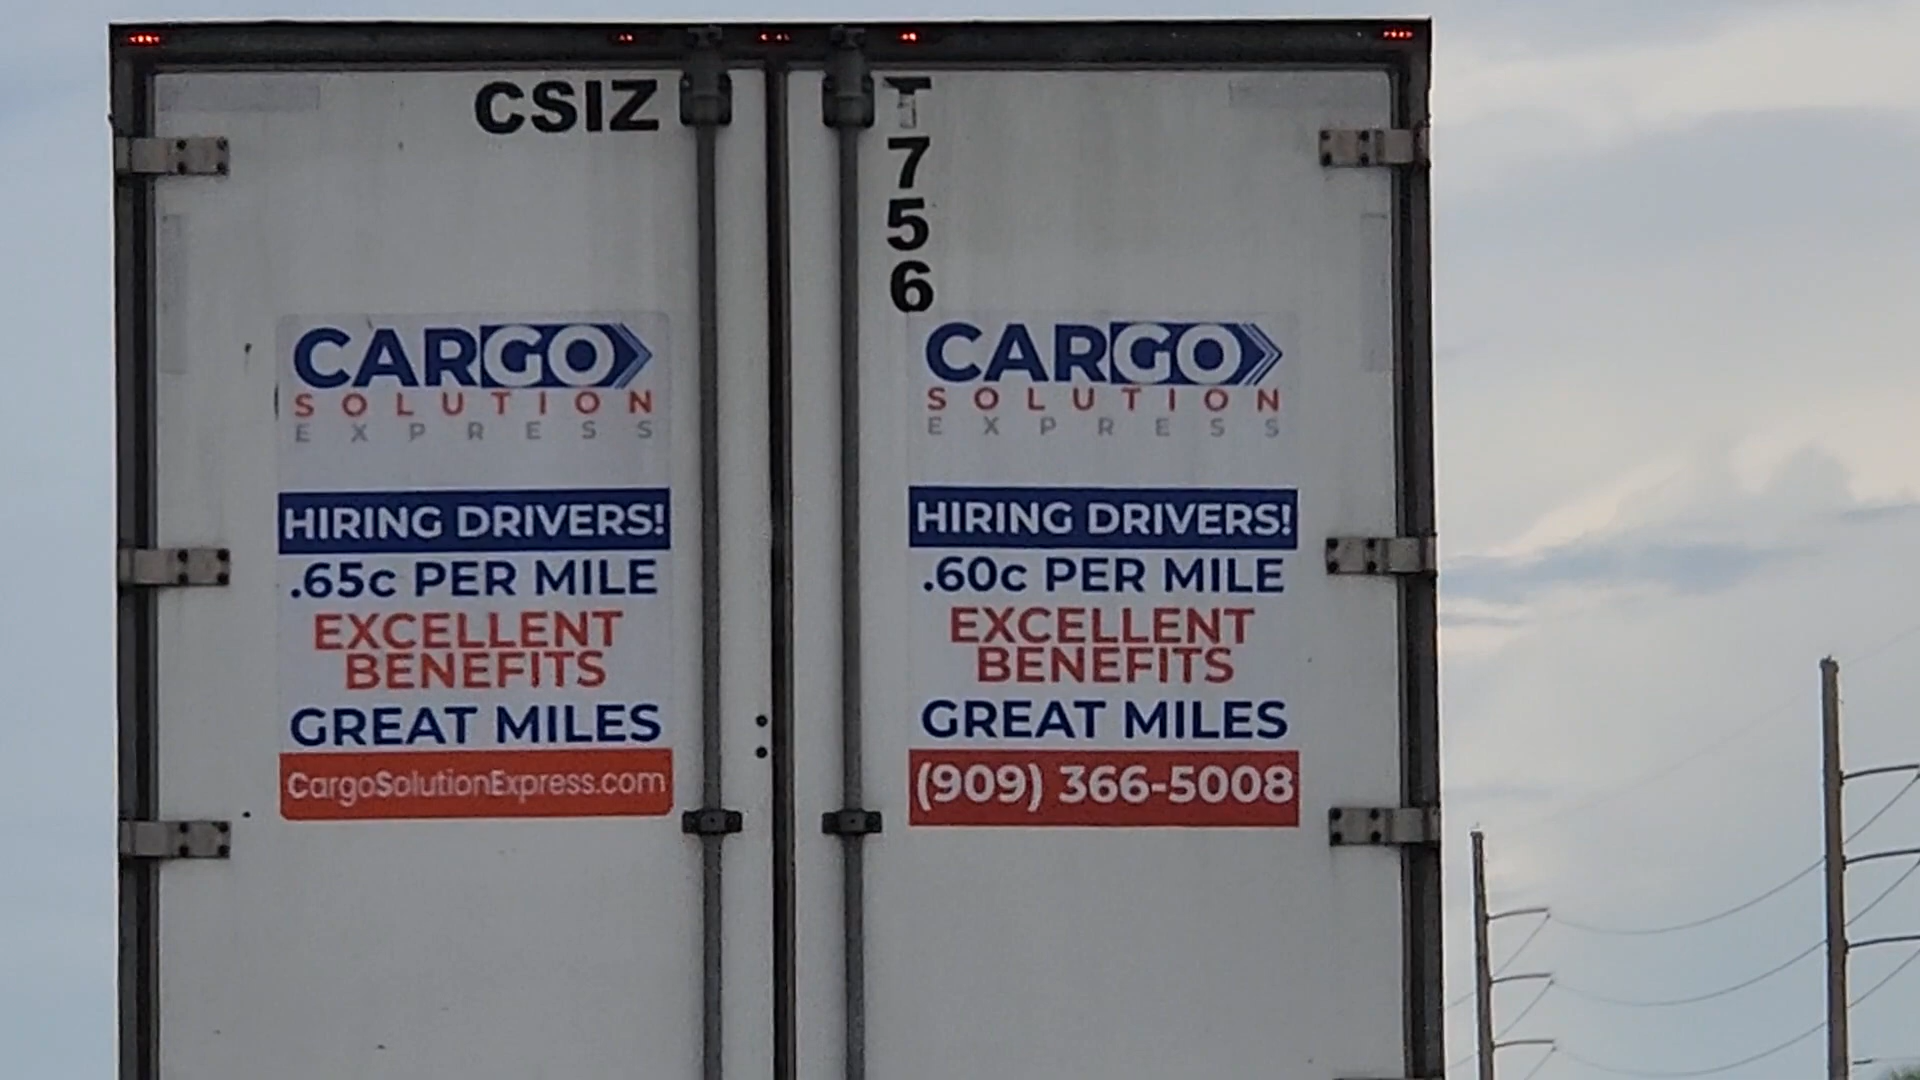 CSIZ
T
7
5
6
CARGO
SOLUTION
EXPRESS
HIRING DRIVERS!
.65c PER MILE
EXCELLENT
BENEFITS
GREAT MILES
CargoSolutionExpress.com
CARGO
SOLUTION
EXPRESS
HIRING DRIVERS!
.60c PER MILE
EXCELLENT
BENEFITS
GREAT MILES
(909) 366-5008